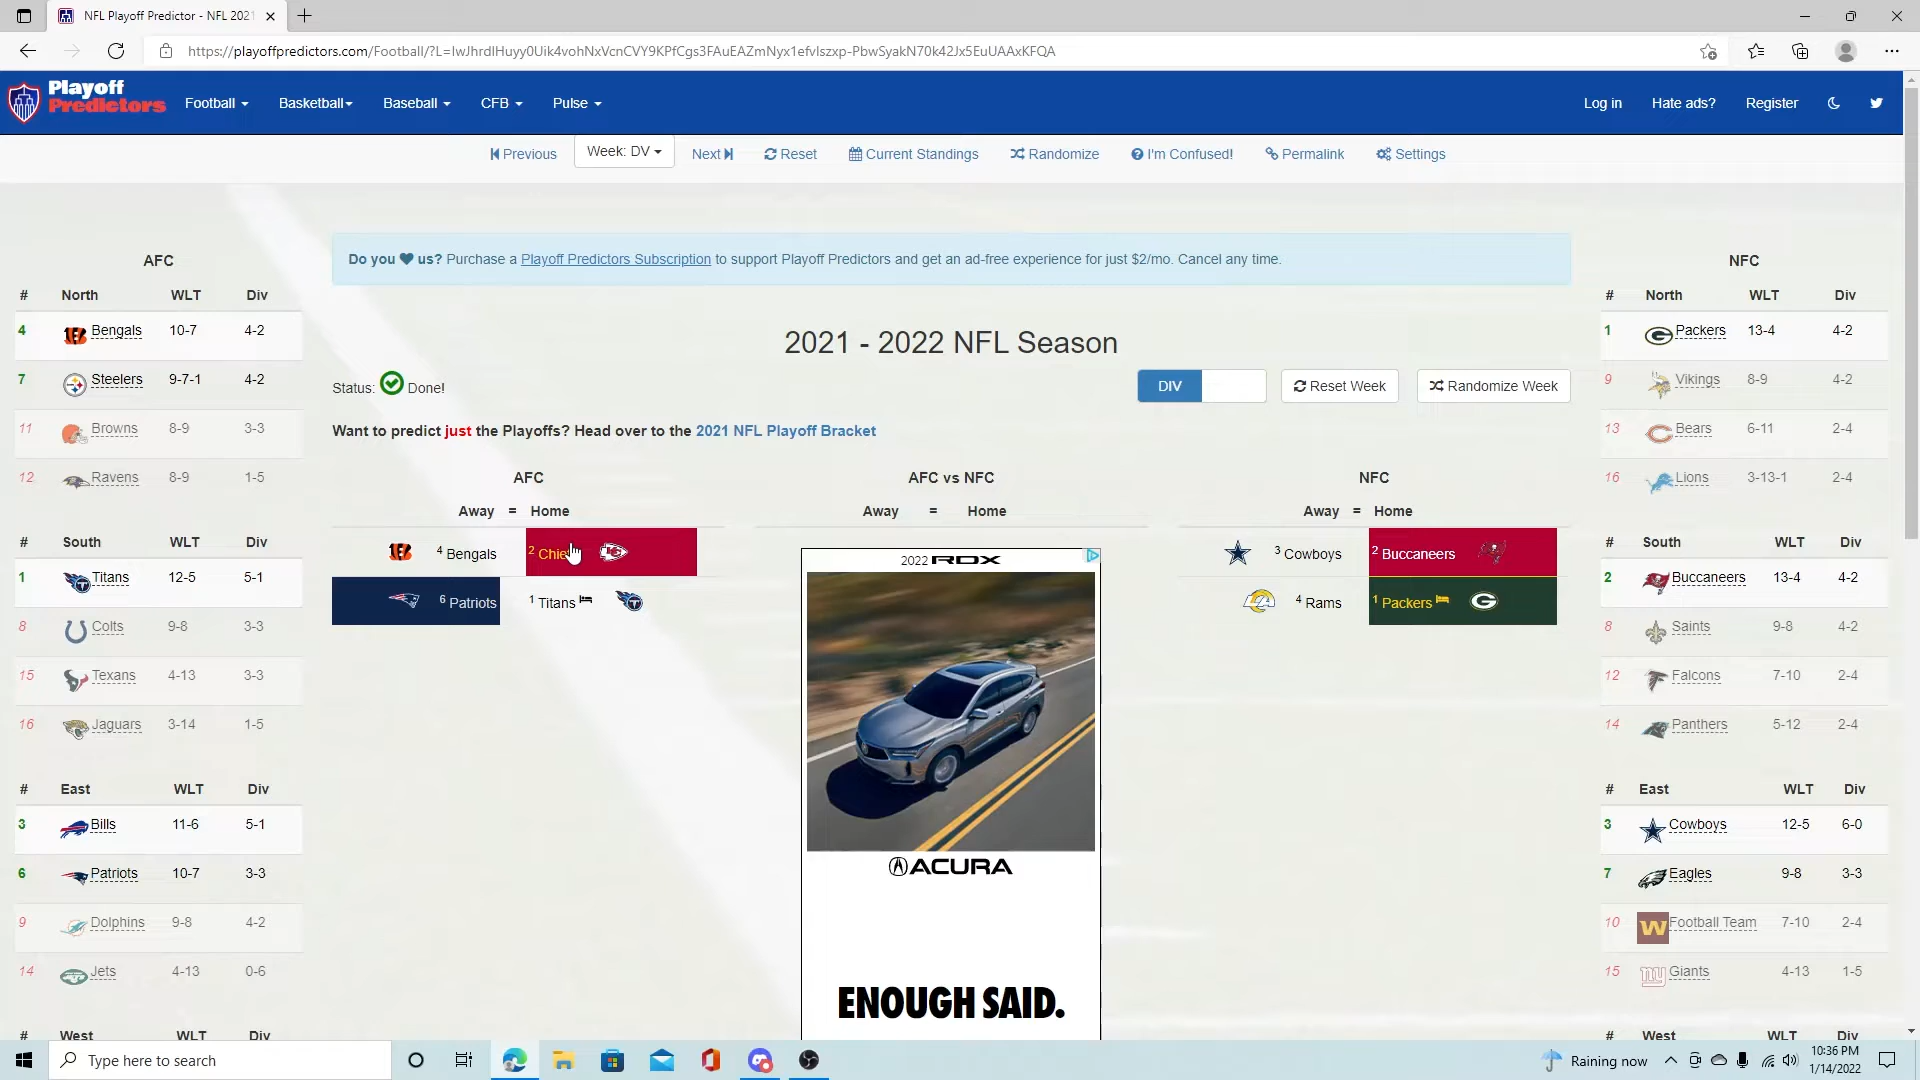 NFL Playoff Predictor - NFL 2021
https://playoffpredictors.com/Football/?L=IwJhrdIHuyy0Uik4vohNxVcnCVY9KPfCgs3FAuEAZmNyx1efvIszxp-PbwSyakN70k42Jx5EuUAAxKFQA
Playoff
Predictors
Football
Basketball
Baseball
CFB
Pulse
Log in
Hate ads?
Register
Previous
Week: DV
Next
Reset
Current Standings
Randomize
I'm Confused!
Permalink
Settings
Do you us? Purchase a Playoff Predictors Subscription to support Playoff Predictors and get an ad-free experience for just $2/mo. Cancel any time.
2021 - 2022 NFL Season
Status: Done!
DIV
Reset Week
Randomize Week
Want to predict just the Playoffs? Head over to the 2021 NFL Playoff Bracket
AFC
# North WLT Div
4 Bengals 10-7 4-2
7 Steelers 9-7-1 4-2
11 Browns 8-9 3-3
12 Ravens 8-9 1-5
# South WLT Div
1 Titans 12-5 5-1
8 Colts 9-8 3-3
15 Texans 4-13 3-3
16 Jaguars 3-14 1-5
# East WLT Div
3 Bills 11-6 5-1
6 Patriots 10-7 3-3
9 Dolphins 9-8 4-2
14 Jets 4-13 0-6
# West WLT Div
AFC
Away = Home
4 Bengals 2 Chie
6 Patriots 1 Titans
AFC vs NFC
Away = Home
2022 RDX
ACURA
ENOUGH SAID.
NFC
Away = Home
3 Cowboys 2 Buccaneers
4 Rams 1 Packers
NFC
# North WLT Div
1 Packers 13-4 4-2
9 Vikings 8-9
13 Bears 6-11 2-4
16 Lions 3-13-1 2-4
# South WLT Div
2 Buccaneers 13-4 4-2
8 Saints 9-8 4-2
12 Falcons 7-10 2-4
14 Panthers 5-12 2-4
# East WLT Div
3 Cowboys 12-5 6-0
7 Eagles 9-8 3-3
10 Football Team 7-10 2-4
15 Giants 4-13 1-5
# West WLT Div
Type here to search
Raining now
10:36 PM
1/14/2022